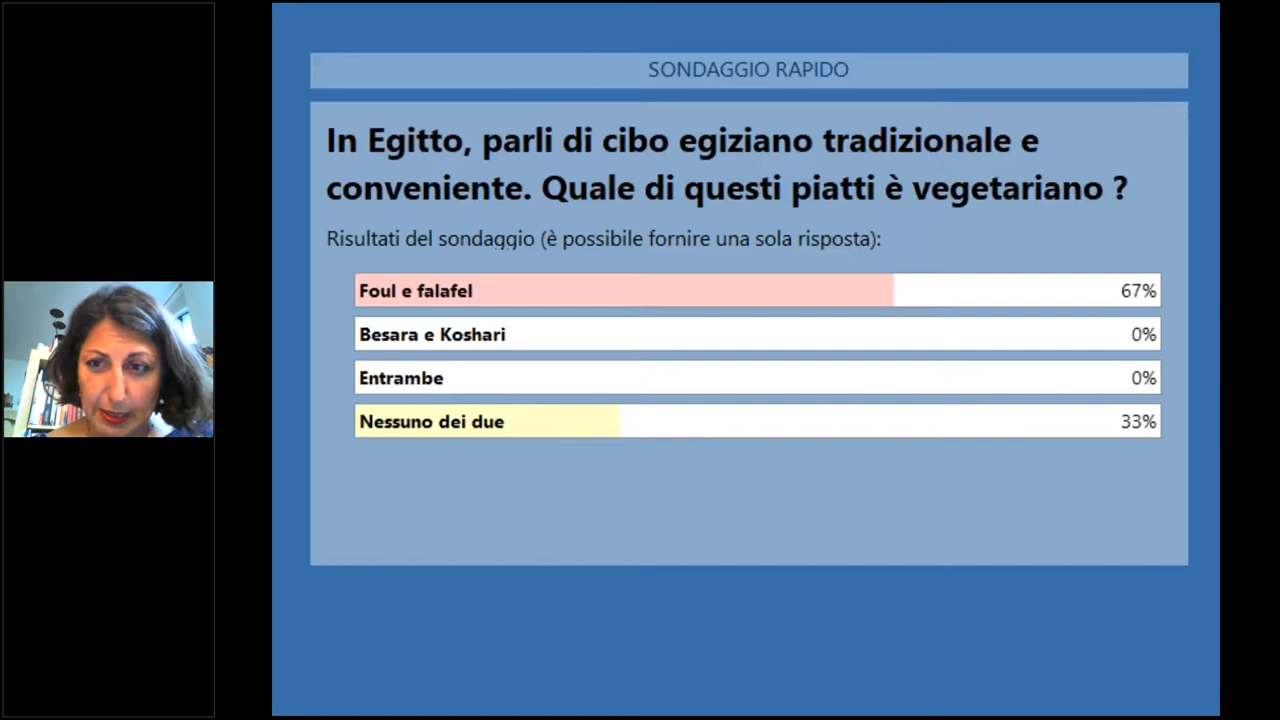 SONDAGGIO RAPIDO
In Egitto, parli di cibo egiziano tradizionale e
conveniente. Quale di questi piatti è vegetariano ?
Risultati del sondaggio (è possibile fornire una sola risposta):
Foul e falafel 67%
Besara e Koshari 0%
Entrambe 0%
Nessuno dei due 33%